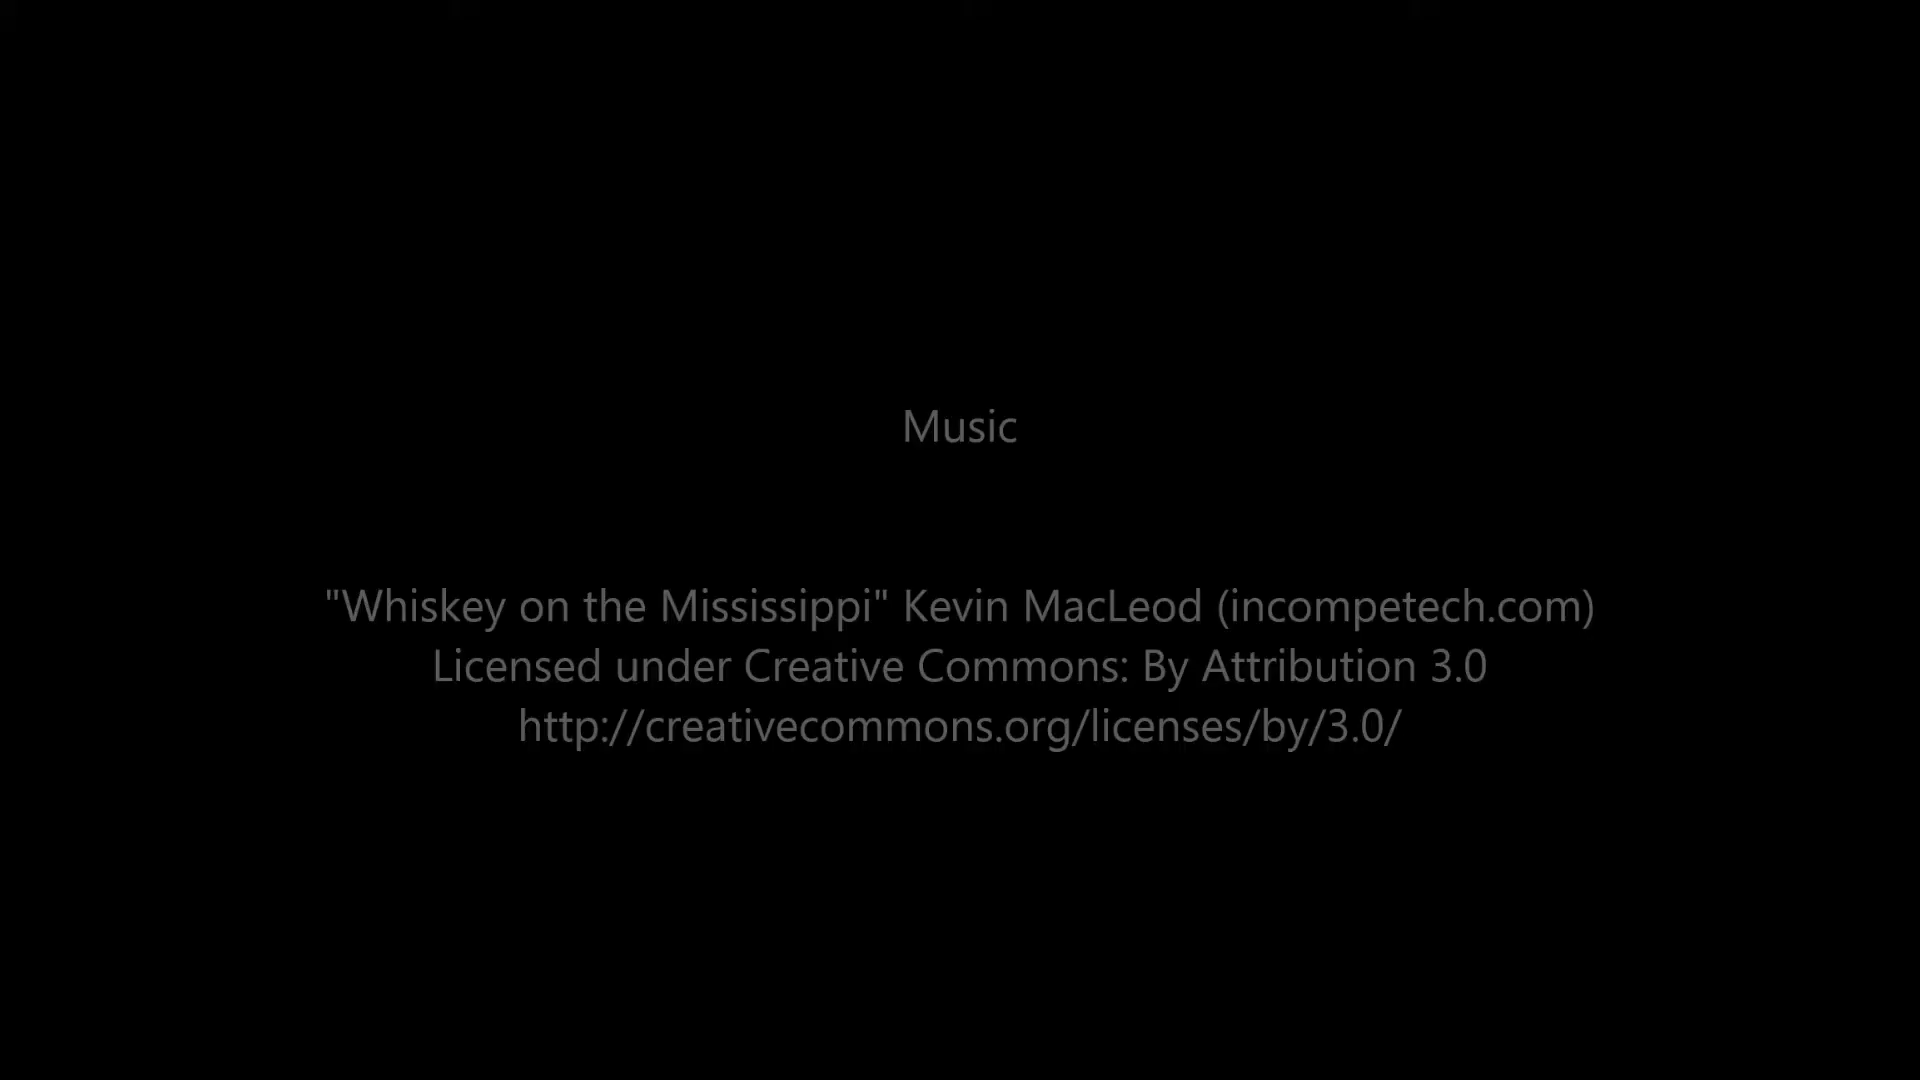 Music
"Whiskey on the Mississippi" Kevin MacLeod (incompetech.com)
Licensed under Creative Commons: By Attribution 3.0
http://creativecommons.org/licenses/by/3.0/